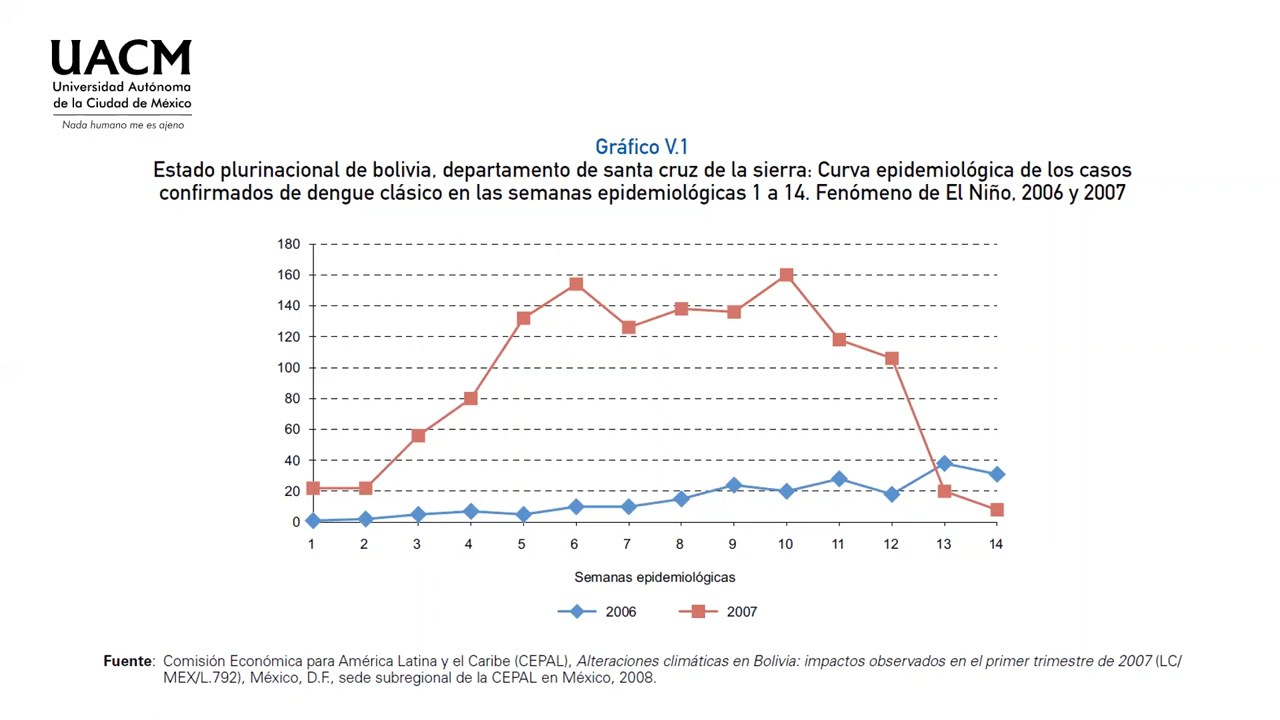 UACM
Universidad Autónoma
de la Ciudad de México
Nada humano me es ajeno
Gráfico V.1
Estado plurinacional de bolivia, departamento de santa cruz de la sierra: Curva epidemiológica de los casos
confirmados de dengue clásico en las semanas epidemiológicas 1 a 14. Fenómeno de El Niño, 2006 y 2007
180
160
140
120
100
80
60
40
20
0
1 2 3 4 5 6 7 8 9 10 11 12 13 14
Semanas epidemiológicas
2006 2007
Fuente: Comisión Económica para América Latina y el Caribe (CEPAL), Alteraciones climáticas en Bolivia: impactos observados en el primer trimestre de 2007 (LC/
MEX/L.792), México, D.F., sede subregional de la CEPAL en México, 2008.